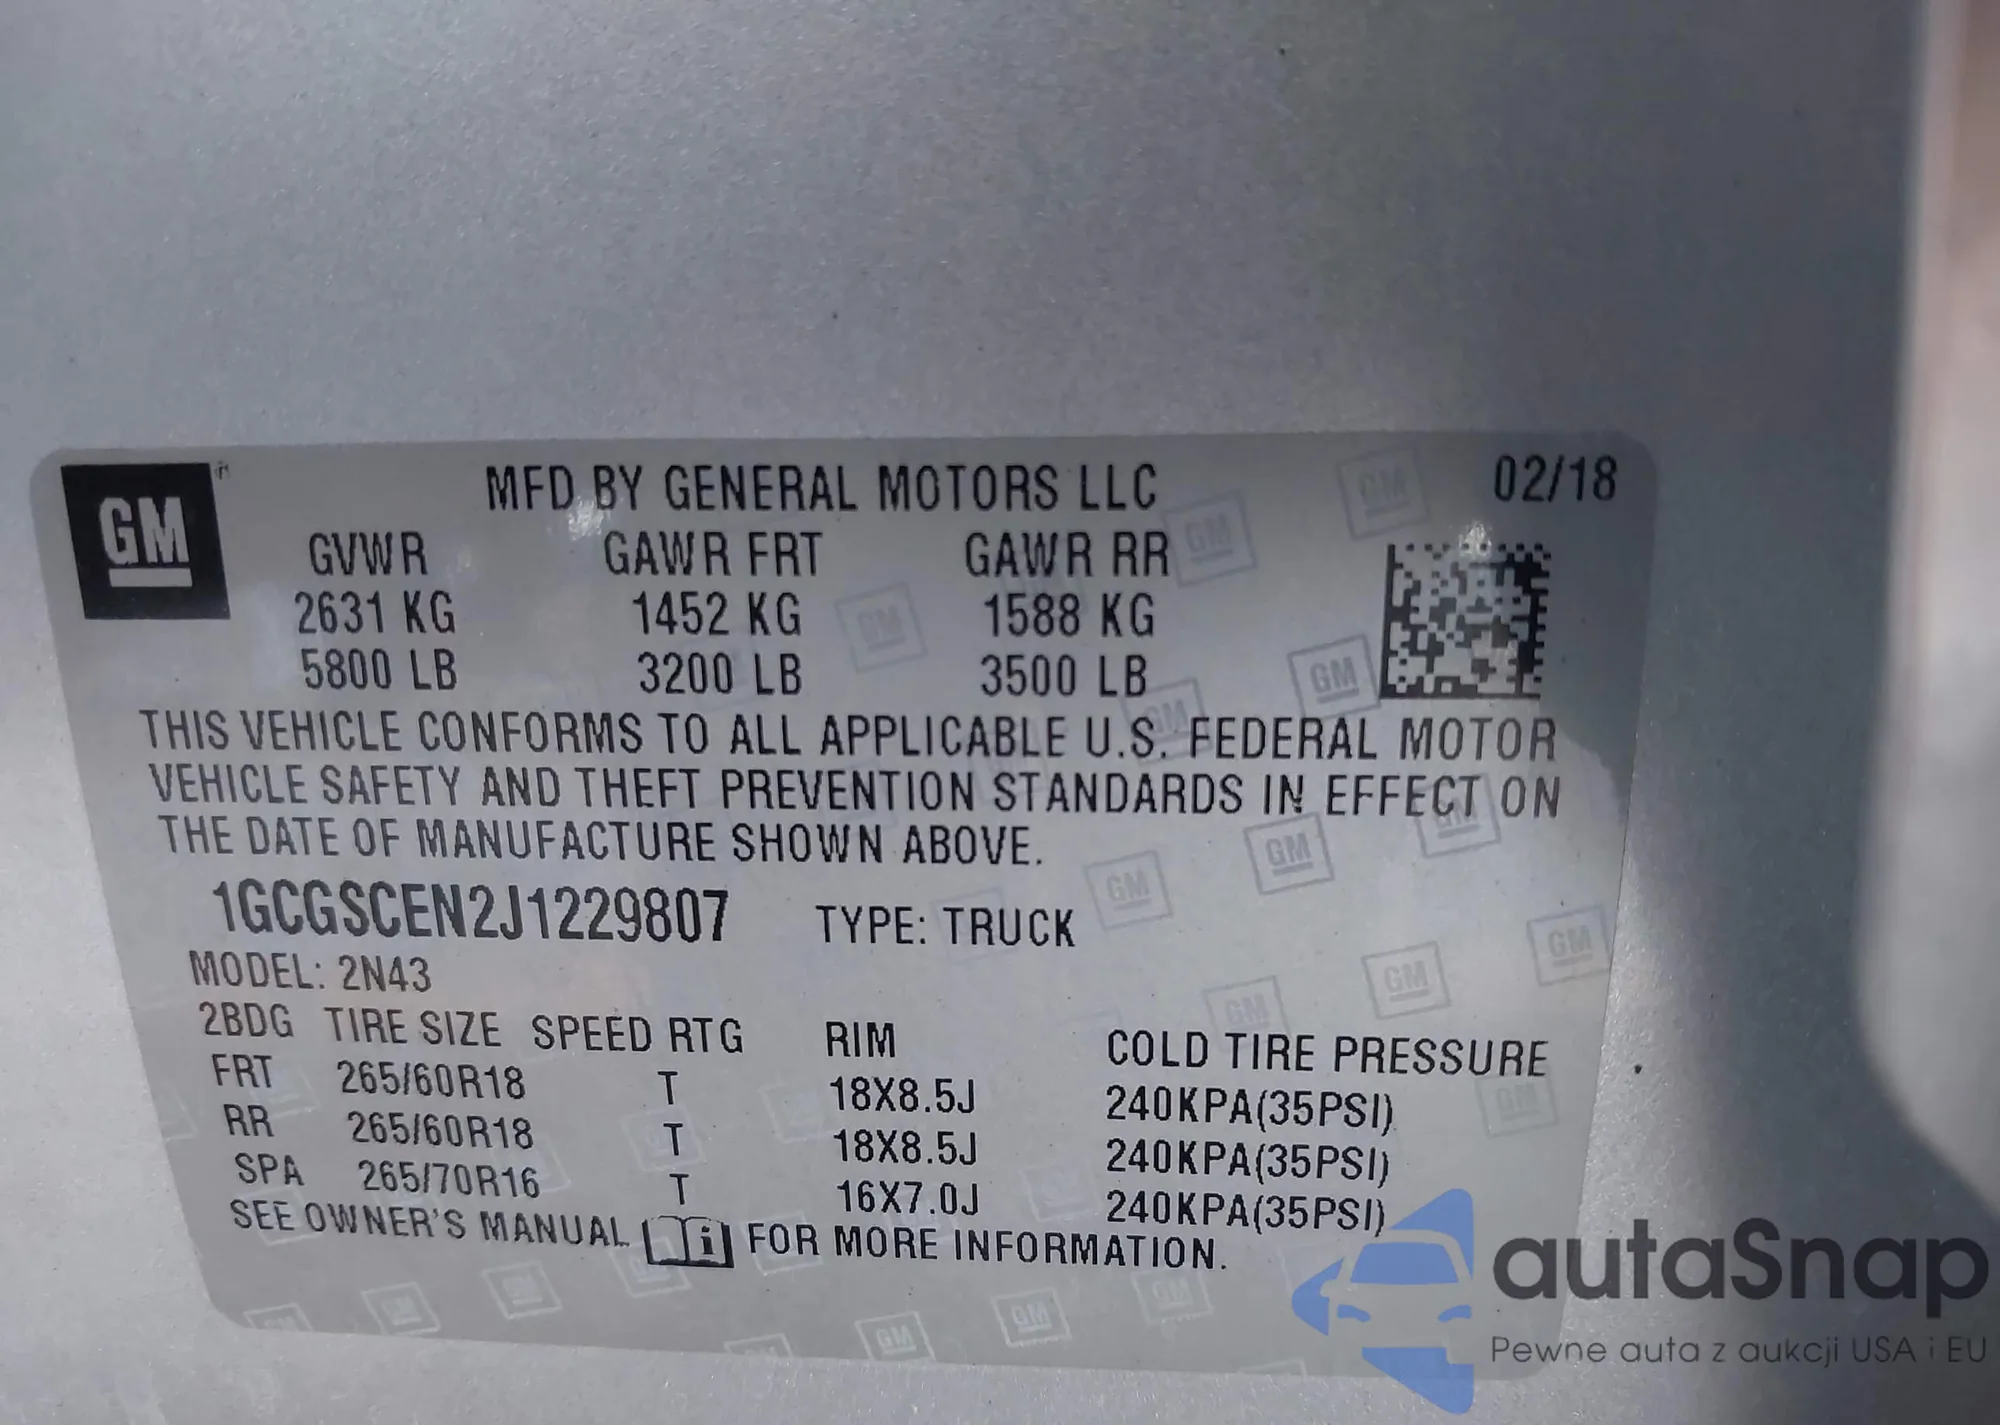 GM
MFD BY GENERAL MOTORS LLC 02/18
GVWR GAWR FRT GAWR RR
2631 KG 1452 KG 1588 KG
5800 LB 3200 LB 3500 LB
THIS VEHICLE CONFORMS TO ALL APPLICABLE U.S. FEDERAL MOTOR
VEHICLE SAFETY AND THEFT PREVENTION STANDARDS IN EFFECT ON
THE DATE OF MANUFACTURE SHOWN ABOVE.
1GCGSCEN2J1229807 TYPE: TRUCK
MODEL: 2N43
2BDG TIRE SIZE SPEED RTG RIM COLD TIRE PRESSURE
FRT 265/60R18 T 18X8.5J 240KPA(35PSI)
RR 265/60R18 T 18X8.5J 240KPA(35PSI)
SPA 265/70R16 T 16X7.0J 240KPA(35PSI)
SEE OWNER'S MANUAL i FOR MORE INFORMATION.
autaSnap
Pewne auta z aukcji USA i EU